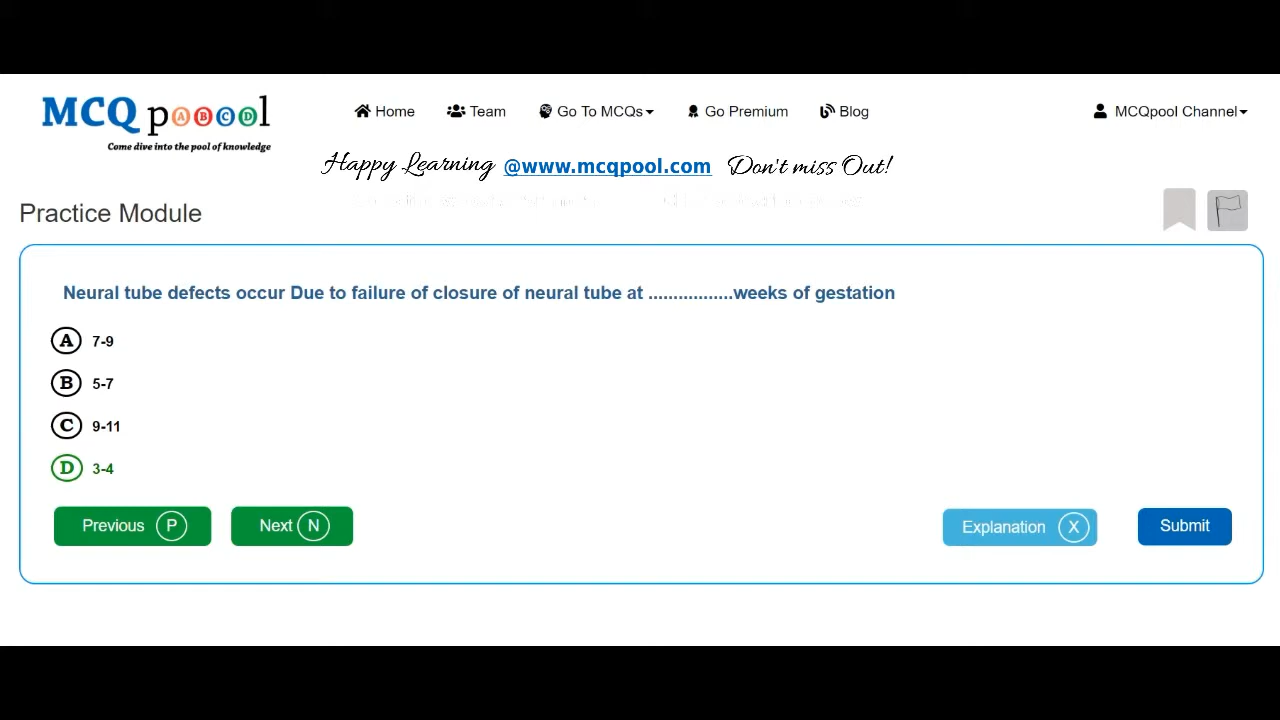 MCQ pooool
Come dive into the pool of knowledge
Home Team Go To MCQs Go Premium Blog MCQpool Channel
Happy Learning @www.mcqpool.com Don't miss Out!
Practice Module
Neural tube defects occur Due to failure of closure of neural tube at .................weeks of gestation
A 7-9
B 5-7
C 9-11
D 3-4
Previous P Next N Explanation X Submit